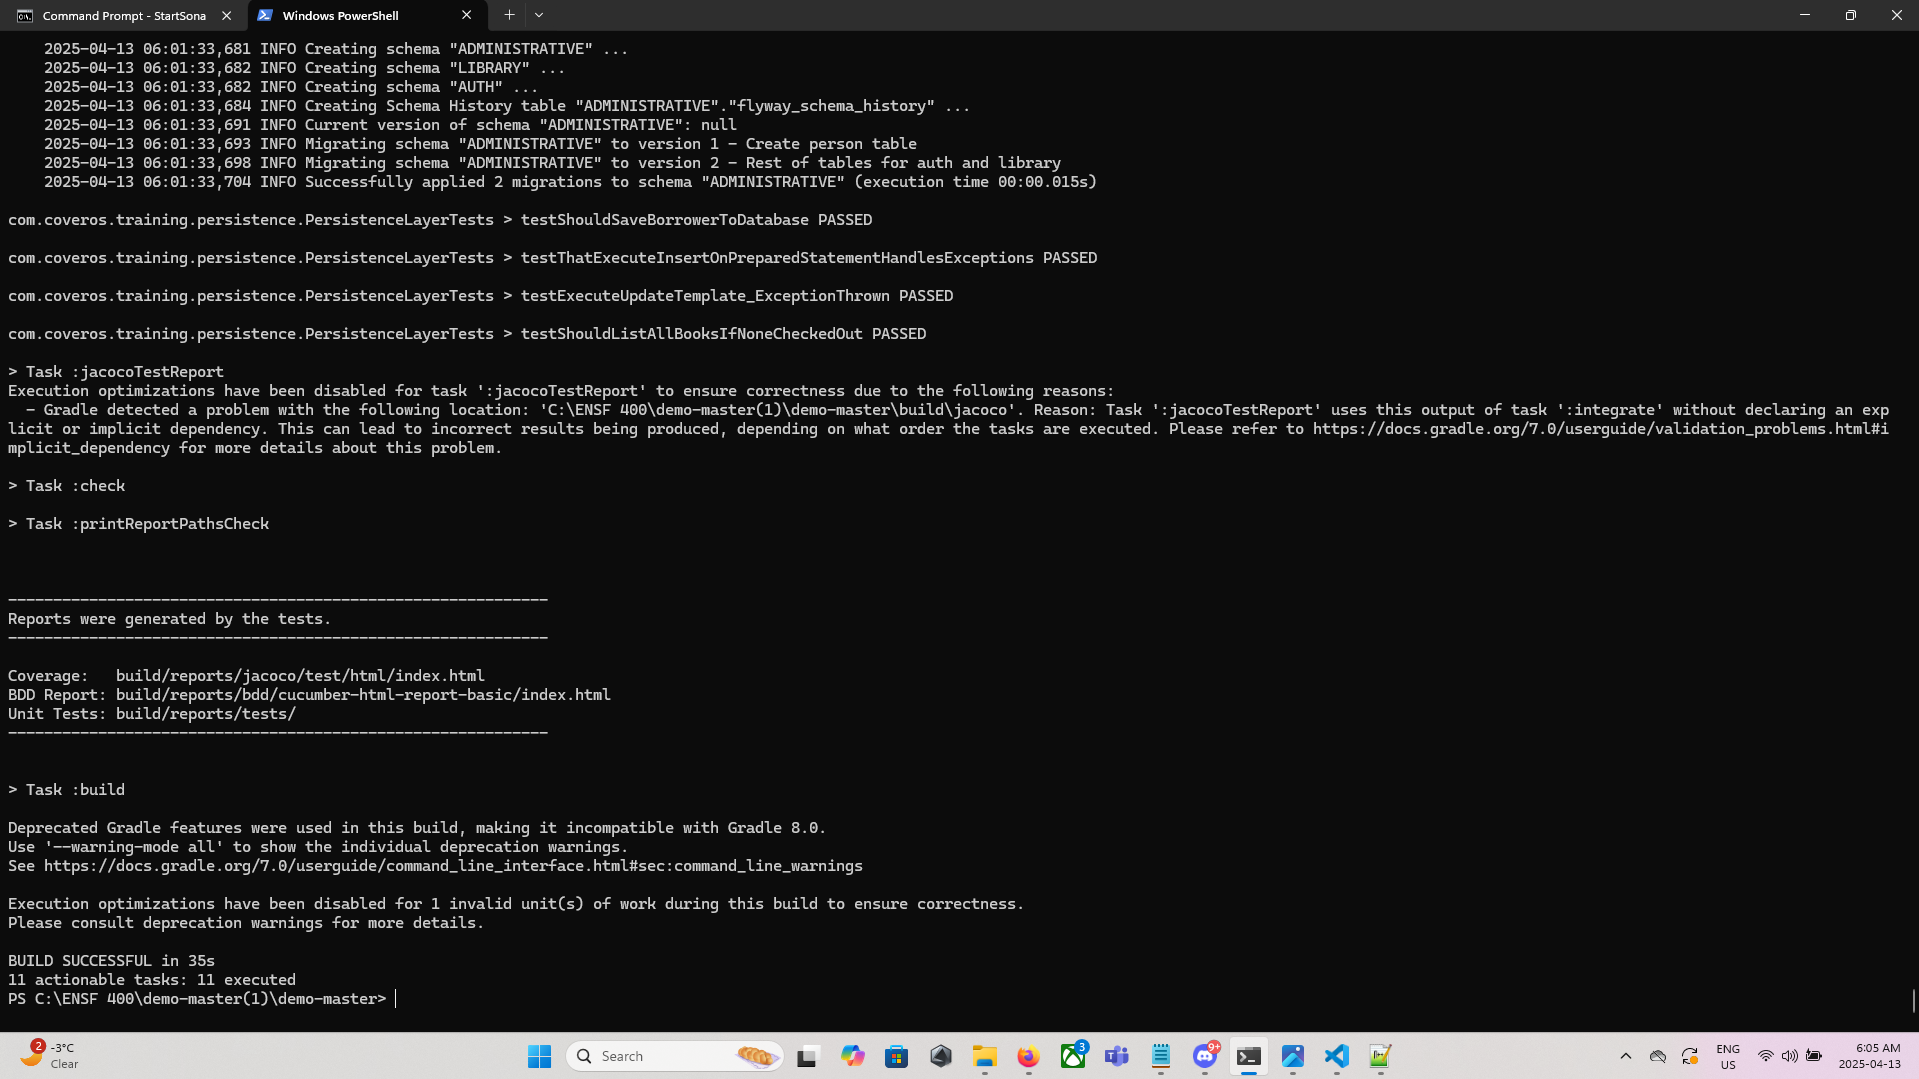 Command Prompt - StartSona
Windows PowerShell
2025-04-13 06:01:33,681 INFO Creating schema "ADMINISTRATIVE" ...
2025-04-13 06:01:33,682 INFO Creating schema "LIBRARY" ...
2025-04-13 06:01:33,682 INFO Creating schema "AUTH" ...
2025-04-13 06:01:33,684 INFO Creating Schema History table "ADMINISTRATIVE"."flyway_schema_history" ...
2025-04-13 06:01:33,691 INFO Current version of schema "ADMINISTRATIVE": null
2025-04-13 06:01:33,693 INFO Migrating schema "ADMINISTRATIVE" to version 1 - Create person table
2025-04-13 06:01:33,698 INFO Migrating schema "ADMINISTRATIVE" to version 2 - Rest of tables for auth and library
2025-04-13 06:01:33,704 INFO Successfully applied 2 migrations to schema "ADMINISTRATIVE" (execution time 00:00.015s)
com.coveros.training.persistence.PersistenceLayerTests > testShouldSaveBorrowerToDatabase PASSED
com.coveros.training.persistence.PersistenceLayerTests > testThatExecuteInsertOnPreparedStatementHandlesExceptions PASSED
com.coveros.training.persistence.PersistenceLayerTests > testExecuteUpdateTemplate_ExceptionThrown PASSED
com.coveros.training.persistence.PersistenceLayerTests > testShouldListAllBooksIfNoneCheckedOut PASSED
> Task :jacocoTestReport
Execution optimizations have been disabled for task ':jacocoTestReport' to ensure correctness due to the following reasons:
- Gradle detected a problem with the following location: 'C:\ENSF 400\demo-master(1)\demo-master\build\jacoco'. Reason: Task ':jacocoTestReport' uses this output of task ':integrate' without declaring an exp
licit or implicit dependency. This can lead to incorrect results being produced, depending on what order the tasks are executed. Please refer to https://docs.gradle.org/7.0/userguide/validation_problems.html#i
mplicit_dependency for more details about this problem.
> Task :check
> Task :printReportPathsCheck
------------------------------------------------------------
Reports were generated by the tests.
------------------------------------------------------------
Coverage:   build/reports/jacoco/test/html/index.html
BDD Report: build/reports/bdd/cucumber-html-report-basic/index.html
Unit Tests: build/reports/tests/
------------------------------------------------------------
> Task :build
Deprecated Gradle features were used in this build, making it incompatible with Gradle 8.0.
Use '--warning-mode all' to show the individual deprecation warnings.
See https://docs.gradle.org/7.0/userguide/command_line_interface.html#sec:command_line_warnings
Execution optimizations have been disabled for 1 invalid unit(s) of work during this build to ensure correctness.
Please consult deprecation warnings for more details.
BUILD SUCCESSFUL in 35s
11 actionable tasks: 11 executed
PS C:\ENSF 400\demo-master(1)\demo-master>
2
-3°C
Clear
Search
3
9+
ENG
US
6:05 AM
2025-04-13